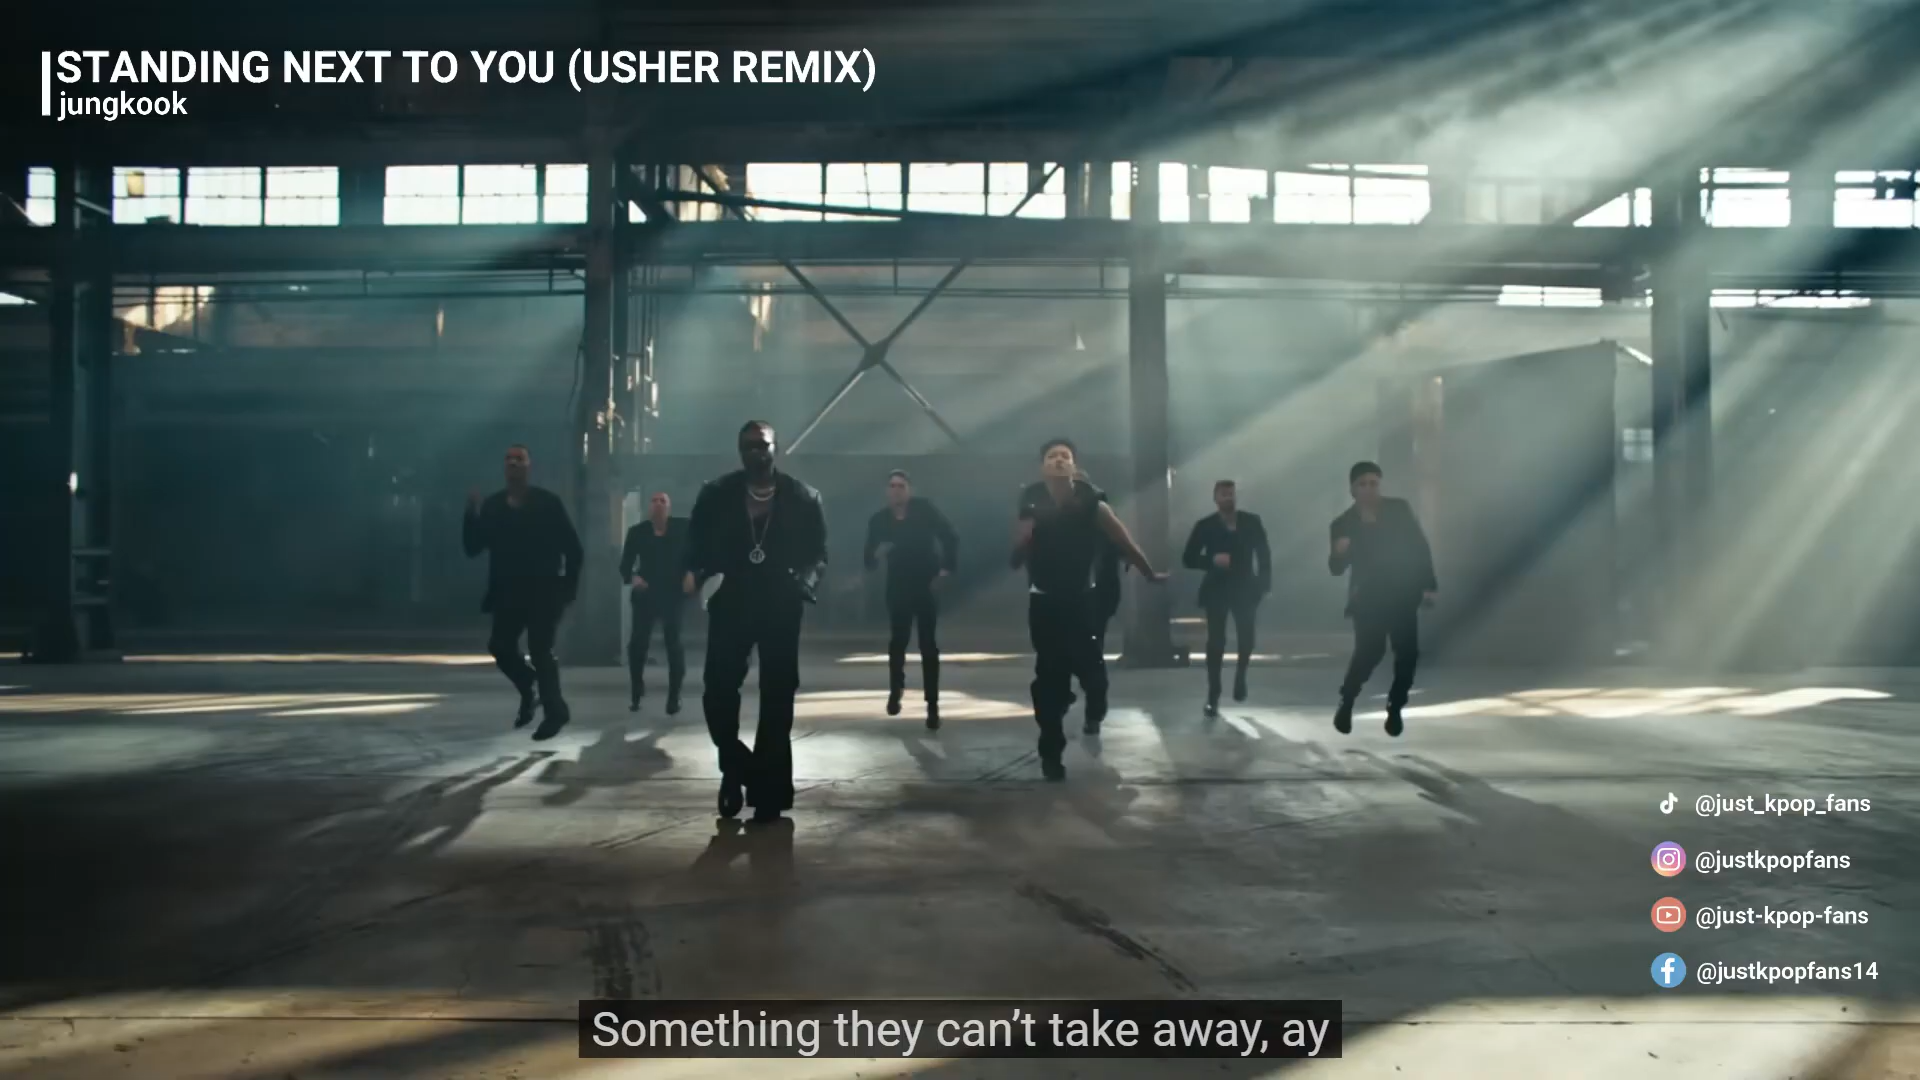 STANDING NEXT TO YOU (USHER REMIX)
jungkook
@just_kpop_fans
@justkpopfans
@just-kpop-fans
@justkpopfans14
Something they can’t take away, ay